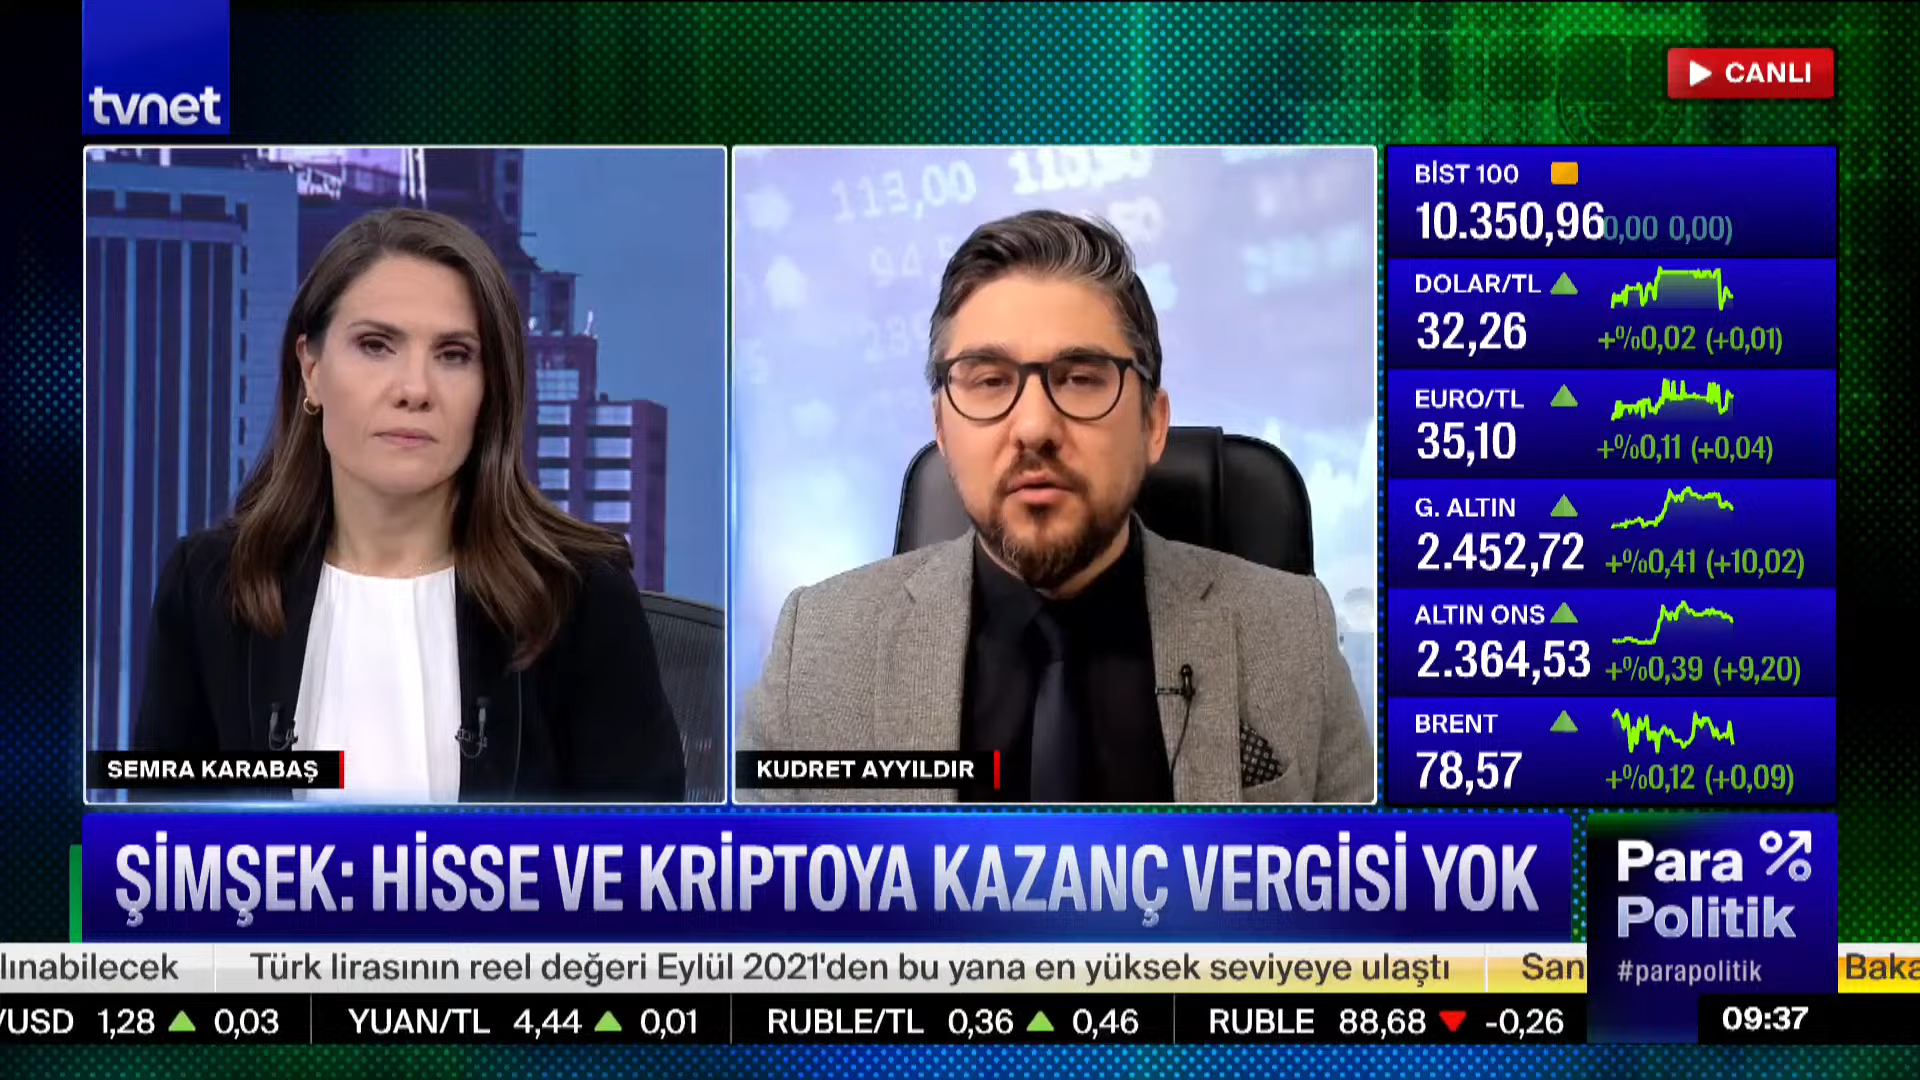 tvnet
CANLI
113,00
BİST 100
10.350,96
0,00 0,00)
DOLAR/TL
32,26
+%0,02 (+0,01)
EURO/TL
35,10
+%0,11 (+0,04)
G. ALTIN
2.452,72
+%0,41 (+10,02)
ALTIN ONS
2.364,53
+%0,39 (+9,20)
BRENT
78,57
+%0,12 (+0,09)
SEMRA KARABAŞ
KUDRET AYYILDIR
ŞİMŞEK: HİSSE VE KRİPTOYA KAZANÇ VERGİSİ YOK
Para
Politik
#parapolitik
lınabilecek Türk lirasının reel değeri Eylül 2021'den bu yana en yüksek seviyeye ulaştı San Baka
/USD 1,28 0,03 YUAN/TL 4,44 0,01 RUBLE/TL 0,36 0,46 RUBLE 88,68 -0,26
09:37